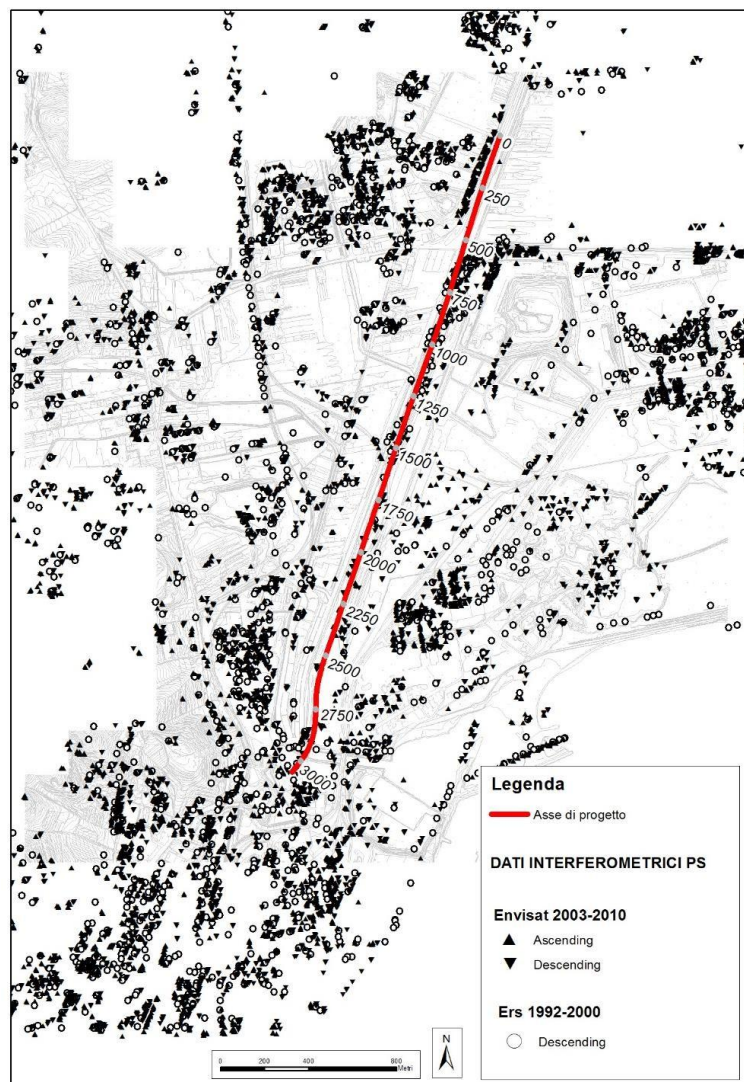 0
250
500
750
1000
1250
1500
1750
2000
2250
2500
2750
3000
Legenda
Asse di progetto
DATI INTERFEROMETRICI PS
Envisat 2003-2010
Ascending
Descending
Ers 1992-2000
Descending
N
0 200 400 800
Metri